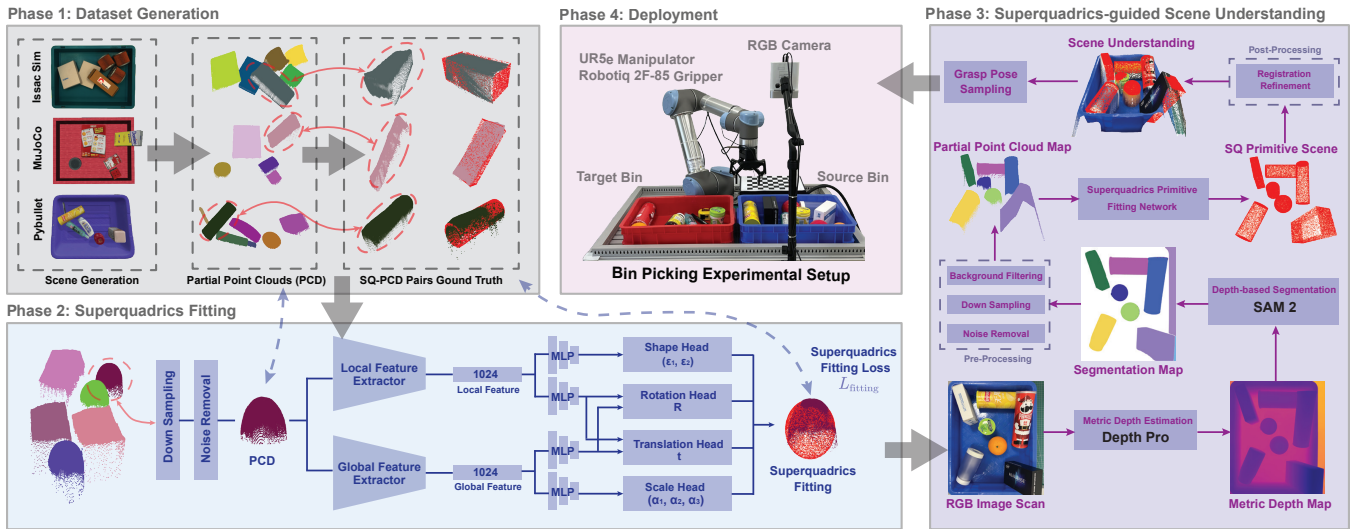 Phase 1: Dataset Generation
Issac Sim
MuJoCo
Pybullet
Scene Generation
Partial Point Clouds (PCD)
SQ-PCD Pairs Gound Truth
Phase 4: Deployment
RGB Camera
UR5e Manipulator
Robotiq 2F-85 Gripper
Target Bin
Source Bin
Bin Picking Experimental Setup
Phase 3: Superquadrics-guided Scene Understanding
Scene Understanding
Post-Processing
Grasp Pose
Sampling
Registration
Refinement
Partial Point Cloud Map
SQ Primitive Scene
Superquadrics Primitive
Fitting Network
Background Filtering
Down Sampling
Noise Removal
Pre-Processing
Segmentation Map
Depth-based Segmentation
SAM 2
Metric Depth Estimation
Depth Pro
RGB Image Scan
Metric Depth Map
Phase 2: Superquadrics Fitting
Down Sampling
Noise Removal
PCD
Local Feature
Extractor
Global Feature
Extractor
1024
Local Feature
1024
Global Feature
MLP
MLP
MLP
MLP
Shape Head
(ε₁, ε₂)
Rotation Head
R
Translation Head
t
Scale Head
(α₁, α₂, α₃)
Superquadrics
Fitting Loss
L_fitting
Superquadrics
Fitting